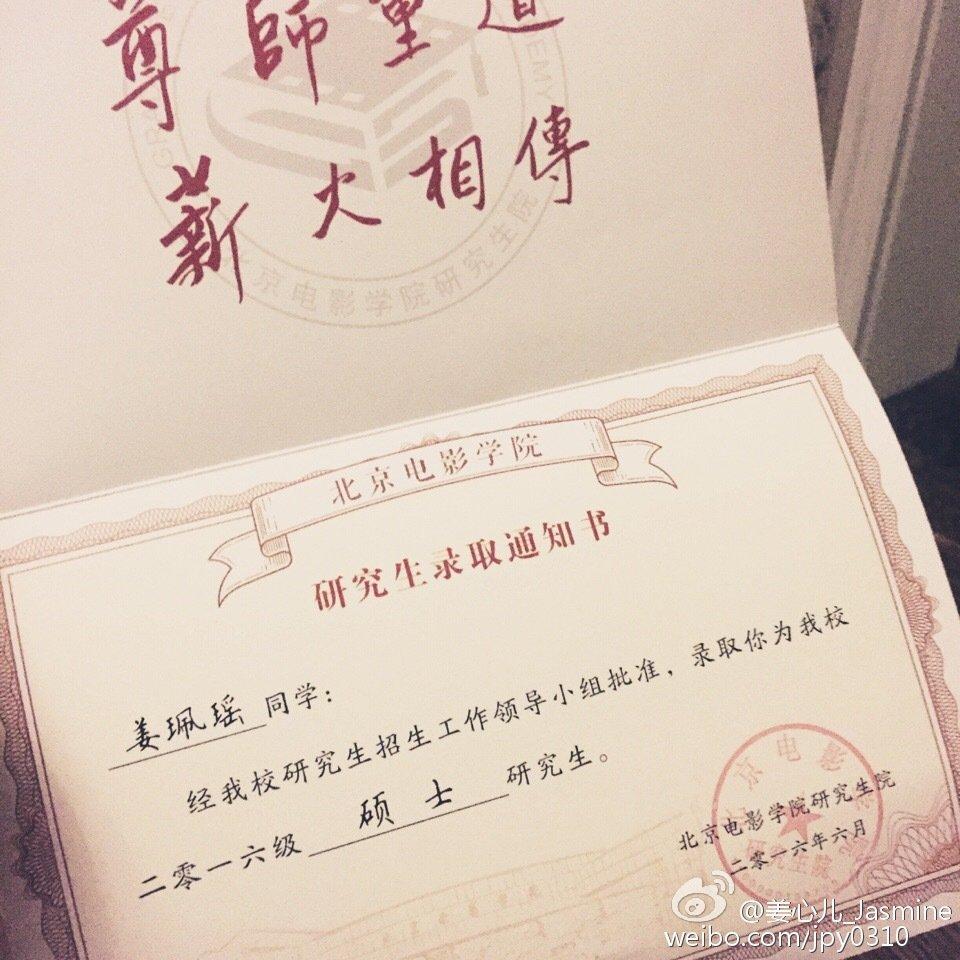 尊師重道
薪火相傳
北京电影学院研究生院
北京电影学院
研究生录取通知书
姜珮瑶同学：
经我校研究生招生工作领导小组批准，录取你为我校
二零一六级硕士研究生。
北京电影学院研究生院
二零一六年六月
@姜心儿_Jasmine
weibo.com/jpy0310